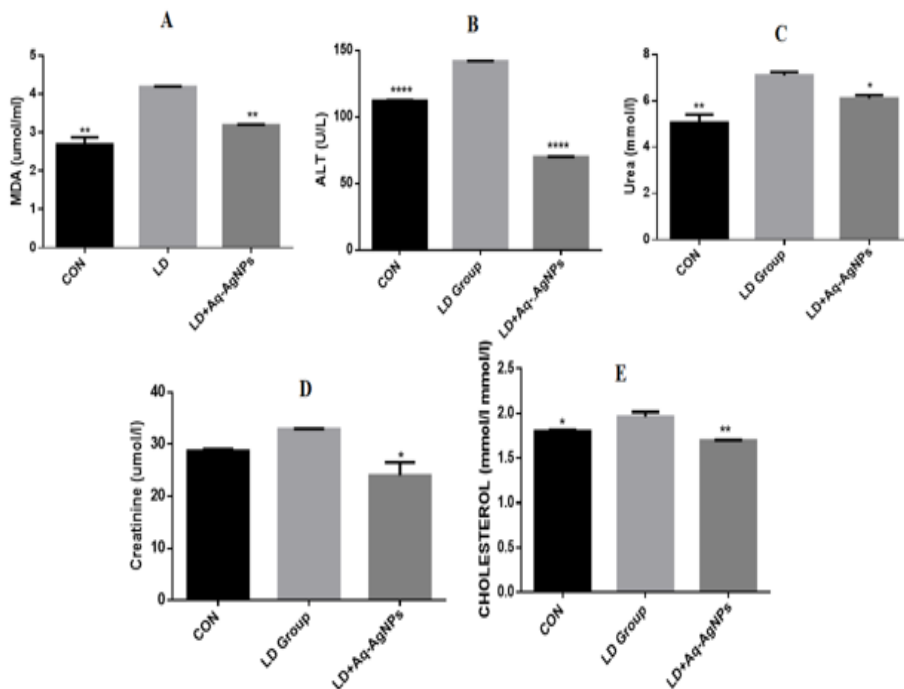 A
MDA (umol/ml)
5
4
3
2
1
0
**
**
CON
LD
LD+Aq-AgNPs
B
ALT (U/L)
150
100
50
0
****
****
CON
LD Group
LD+Aq-.AgNPs
C
Urea (mmol/l)
8
6
4
2
0
**
*
CON
LD Group
LD+Aq-AgNPs
D
Creatinine (umol/l)
40
30
20
10
0
*
CON
LD Group
LD+Aq-AgNPs
E
CHOLESTEROL (mmol/l mmol/l)
2.5
2.0
1.5
1.0
0.5
0.0
*
**
CON
LD Group
LD+Aq-AgNPs